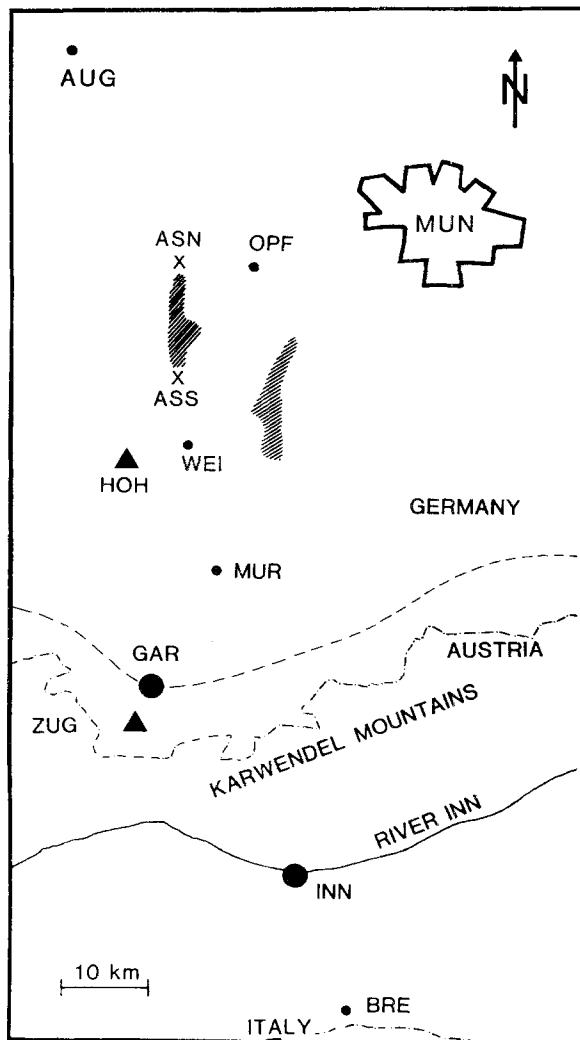 AUG
N
MUN
ASN
OPF
X
X
ASS
WEI
HOH
GERMANY
MUR
GAR
AUSTRIA
ZUG
KARWENDEL MOUNTAINS
RIVER INN
INN
10 km
BRE
ITALY